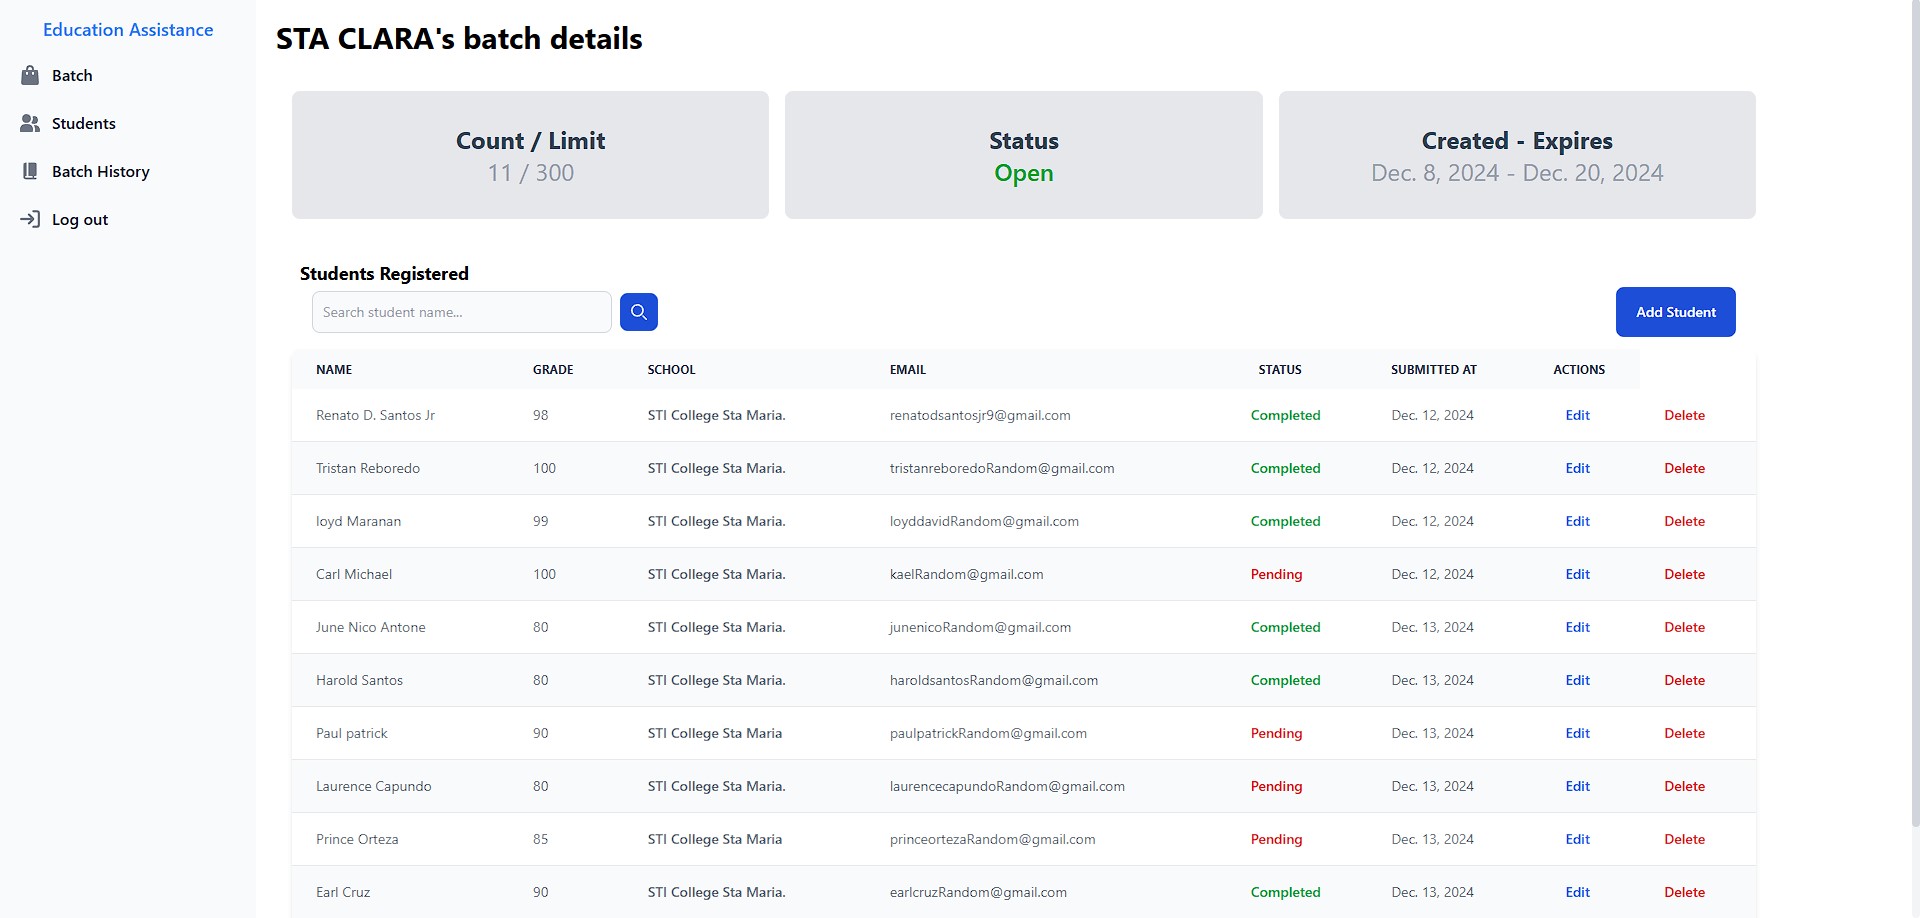 Education Assistance
Batch
Students
Batch History
Log out
STA CLARA's batch details
Count / Limit
11 / 300
Status
Open
Created - Expires
Dec. 8, 2024 - Dec. 20, 2024
Students Registered
Search student name...
Add Student
NAME GRADE SCHOOL EMAIL STATUS SUBMITTED AT ACTIONS
Renato D. Santos Jr 98 STI College Sta Maria. renatodsantosjr9@gmail.com Completed Dec. 12, 2024 Edit Delete
Tristan Reboredo 100 STI College Sta Maria. tristanreboredoRandom@gmail.com Completed Dec. 12, 2024 Edit Delete
loyd Maranan 99 STI College Sta Maria. loyddavidRandom@gmail.com Completed Dec. 12, 2024 Edit Delete
Carl Michael 100 STI College Sta Maria. kaelRandom@gmail.com Pending Dec. 12, 2024 Edit Delete
June Nico Antone 80 STI College Sta Maria. junenicoRandom@gmail.com Completed Dec. 13, 2024 Edit Delete
Harold Santos 80 STI College Sta Maria. haroldsantosRandom@gmail.com Completed Dec. 13, 2024 Edit Delete
Paul patrick 90 STI College Sta Maria paulpatrickRandom@gmail.com Pending Dec. 13, 2024 Edit Delete
Laurence Capundo 80 STI College Sta Maria. laurencecapundoRandom@gmail.com Pending Dec. 13, 2024 Edit Delete
Prince Orteza 85 STI College Sta Maria princeortezaRandom@gmail.com Pending Dec. 13, 2024 Edit Delete
Earl Cruz 90 STI College Sta Maria. earlcruzRandom@gmail.com Completed Dec. 13, 2024 Edit Delete